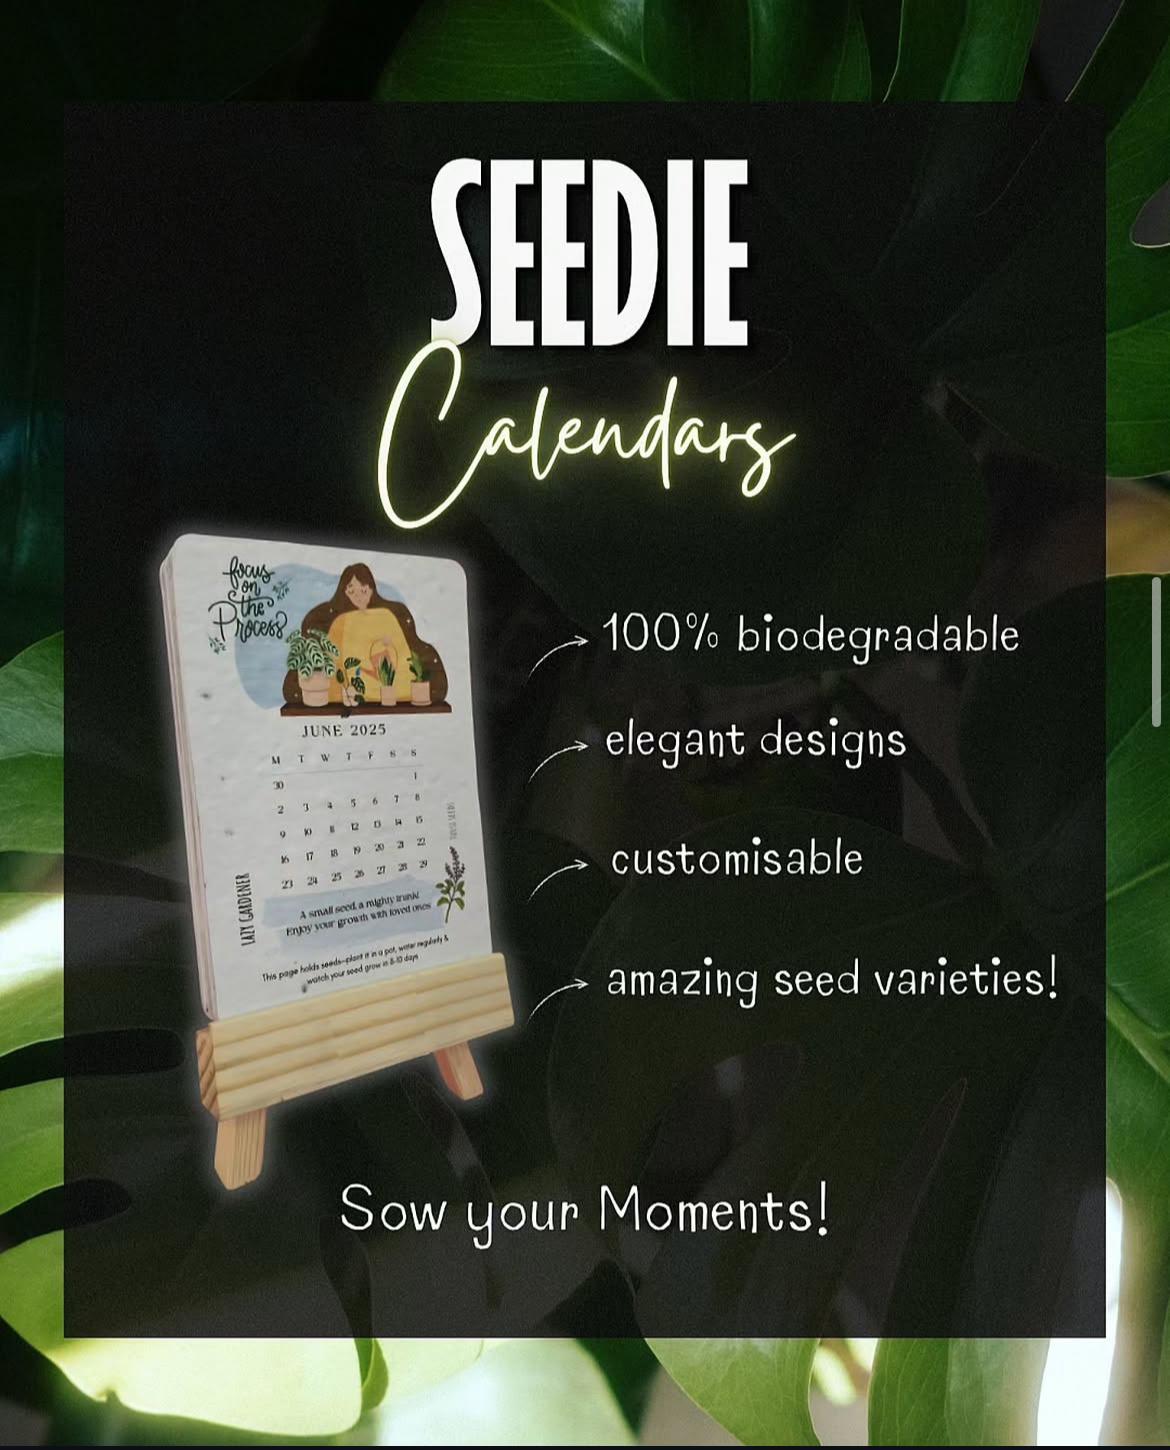 SEEDIE
Calendars
focus
on
the
Process
JUNE 2025
M T W T F S S
30 1
2 3 4 5 6 7 8
9 10 11 12 13 14 15
16 17 18 19 20 21 22
23 24 25 26 27 28 29
LAZY GARDENER
TULSI SEEDS
A small seed, a mighty trunk!
Enjoy your growth with loved ones
This page holds seeds—plant it in a pot, water regularly &
watch your seed grow in 8-10 days
100% biodegradable
elegant designs
customisable
amazing seed varieties!
Sow your Moments!